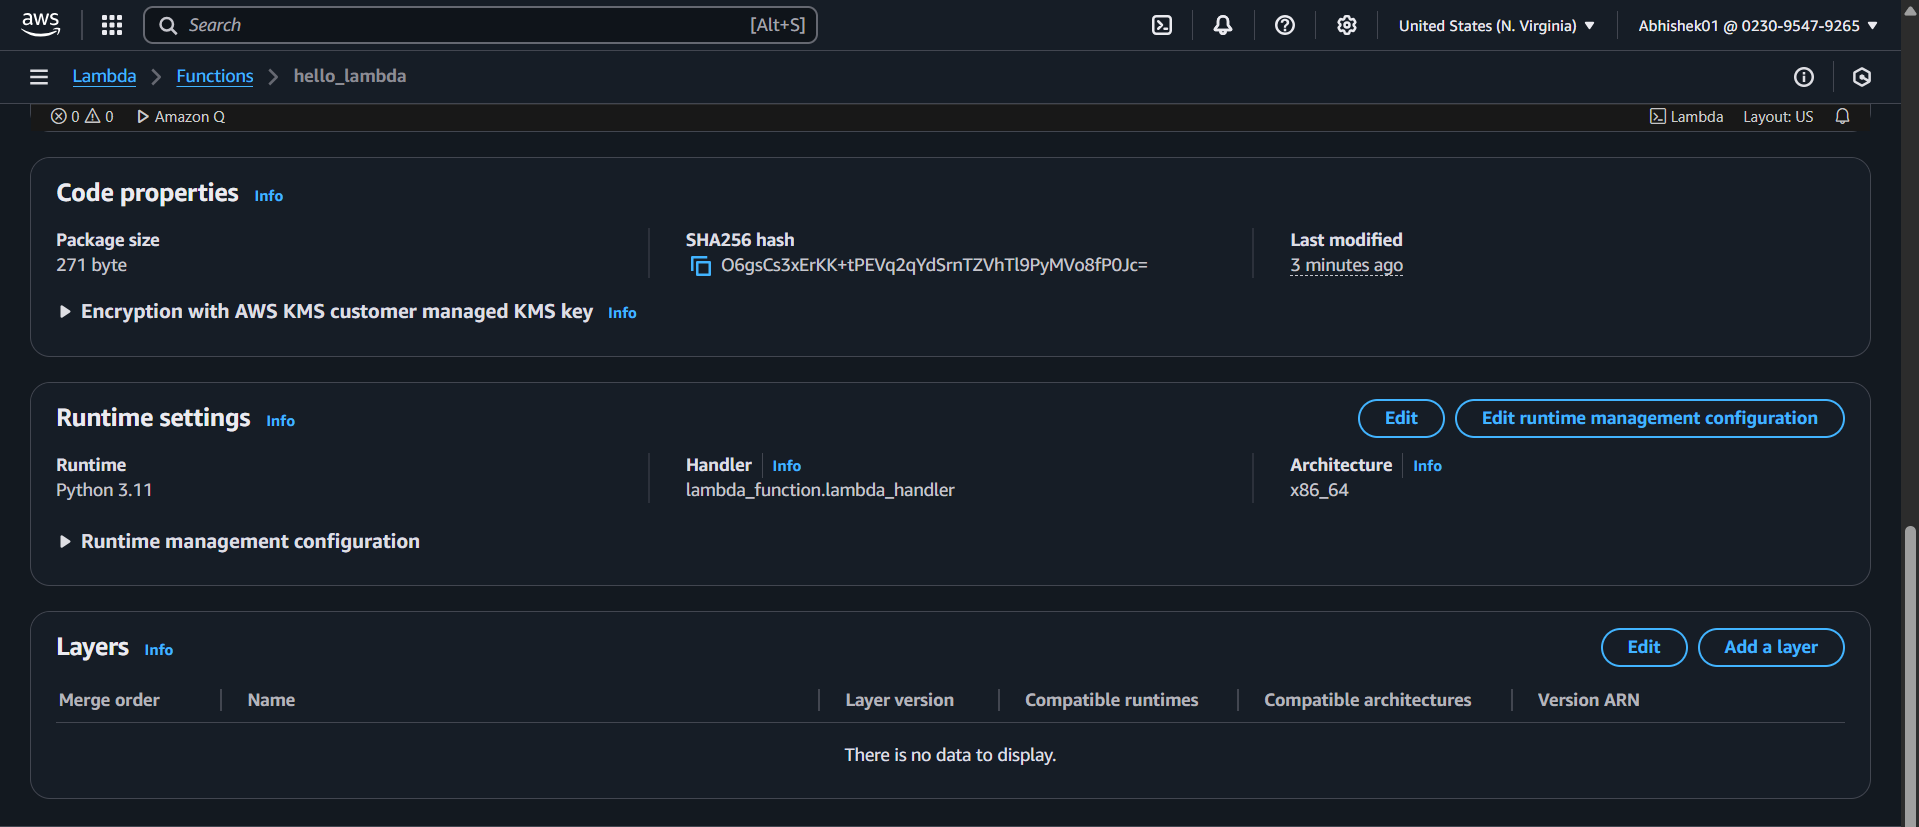 aws
Search [Alt+S]
United States (N. Virginia)
Abhishek01 @ 0230-9547-9265
Lambda Functions hello_lambda
0 0 Amazon Q Lambda Layout: US
Code properties Info
Package size
271 byte
SHA256 hash
O6gsCs3xErKK+tPEVq2qYdSrnTZVhTl9PyMVo8fP0Jc=
Last modified
3 minutes ago
Encryption with AWS KMS customer managed KMS key Info
Runtime settings Info
Edit Edit runtime management configuration
Runtime
Python 3.11
Handler Info
lambda_function.lambda_handler
Architecture Info
x86_64
Runtime management configuration
Layers Info
Edit Add a layer
Merge order Name Layer version Compatible runtimes Compatible architectures Version ARN
There is no data to display.